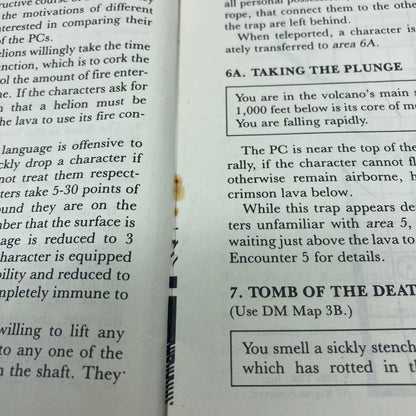 ructive course of
the motivations of different
nterested in comparing their
of the PCs.
helions willingly take the time
unction, which is to cork the
ol the amount of fire enter-
ne. If the characters ask for
n that a helion must be
he lava to use its fire con-
language is offensive to
ckly drop a character if
not treat them respect-
ters take 5-30 points of
ound they are on the
mber that the surface is
age is reduced to 3
character is equipped
bility and reduced to
mpletely immune to
willing to lift any
to any one of the
n the shaft. They
all personal
rope, that connect them to the other
the trap are left behind.
When teleported, a character is
ately transferred to area 6A.
6A. TAKING THE PLUNGE
You are in the volcano's main s
1,000 feet below is its core of mo
You are falling rapidly.
The PC is near the top of the
rally, if the character cannot fl
otherwise remain airborne, h
crimson lava below.
While this trap appears de
ters unfamiliar with area 5,
waiting just above the lava to
Encounter 5 for details.
7. TOMB OF THE DEAT
(Use DM Map 3B.)
You smell a sickly stench
which has rotted in th